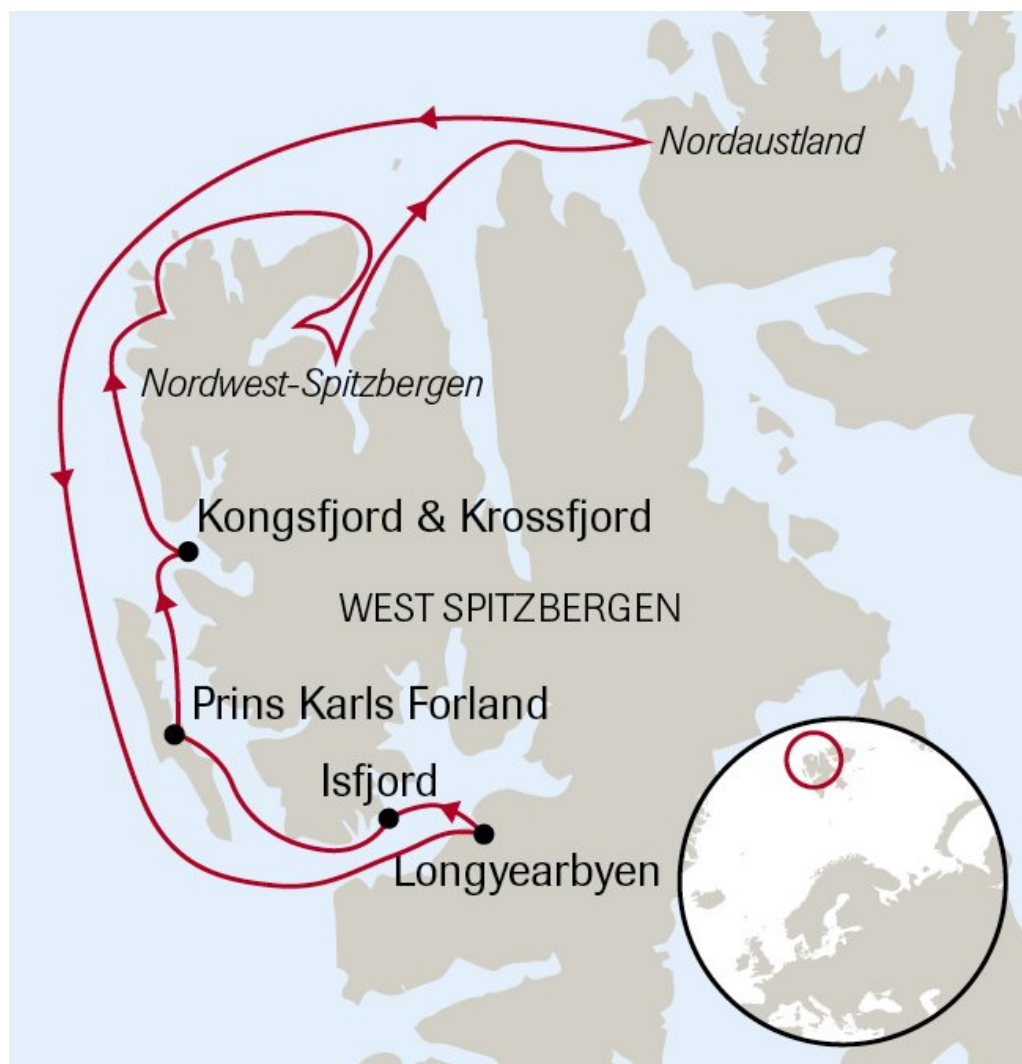 Nordaustland
Nordwest-Spitzbergen
Kongsfjord & Krossfjord
WEST SPITZBERGEN
Prins Karls Forland
Isfjord
Longyearbyen